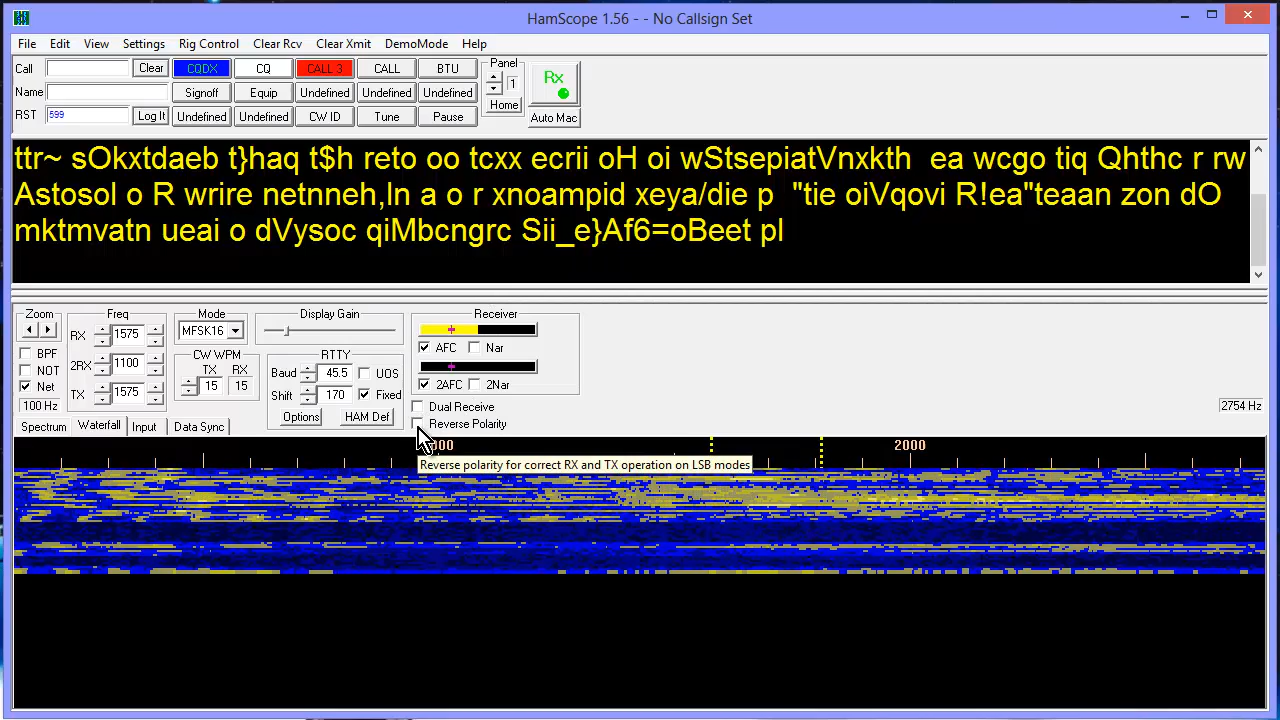 HamScope 1.56 - - No Callsign Set
File Edit View Settings Rig Control Clear Rcv Clear Xmit DemoMode Help
Call Clear CQDX CQ CALL 3 CALL BTU Panel 1 Rx
Name Signoff Equip Undefined Undefined Undefined Home
RST 599 Log It Undefined Undefined CW ID Tune Pause Auto Mac
ttr~ sOkxtdaeb t}haq t$h reto oo tcxx ecrii oH oi wStsepiatVnxkth ea wcgo tiq Qhthc r rw
Astosol o R wrire netnneh,ln a o r xnoampid xeya/die p "tie oiVqovi R!ea"teaan zon dO
mktmvatn ueai o dVysoc qiMbcngrc Sii_e}Af6=oBeet pl
Zoom Freq Mode Display Gain Receiver
RX 1575 MFSK16
BPF CW WPM RTTY AFC Nar
NOT 2RX 1100 TX RX Baud 45.5 UOS
Net 15 15 2AFC 2Nar
TX 1575 Shift 170 Fixed
100 Hz Dual Receive 2754 Hz
Options HAM Def Reverse Polarity
Spectrum Waterfall Input Data Sync
000 2000
Reverse polarity for correct RX and TX operation on LSB modes